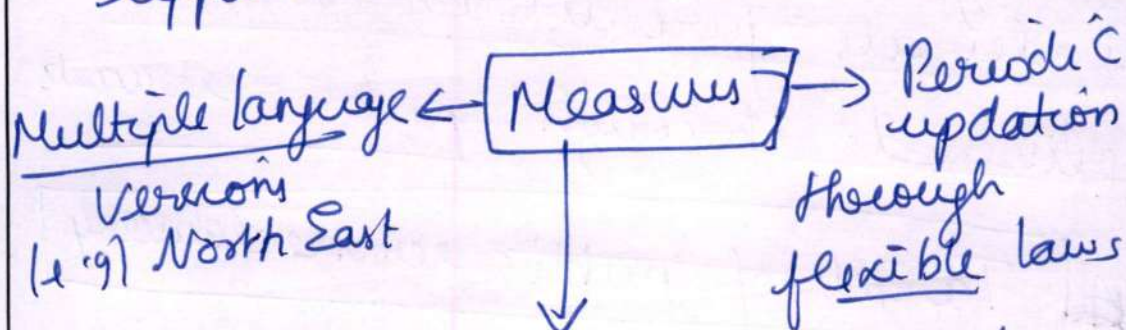 Multiple language ← Measures → Periodic
updation
versions
through
(e.g) North East
flexible laws